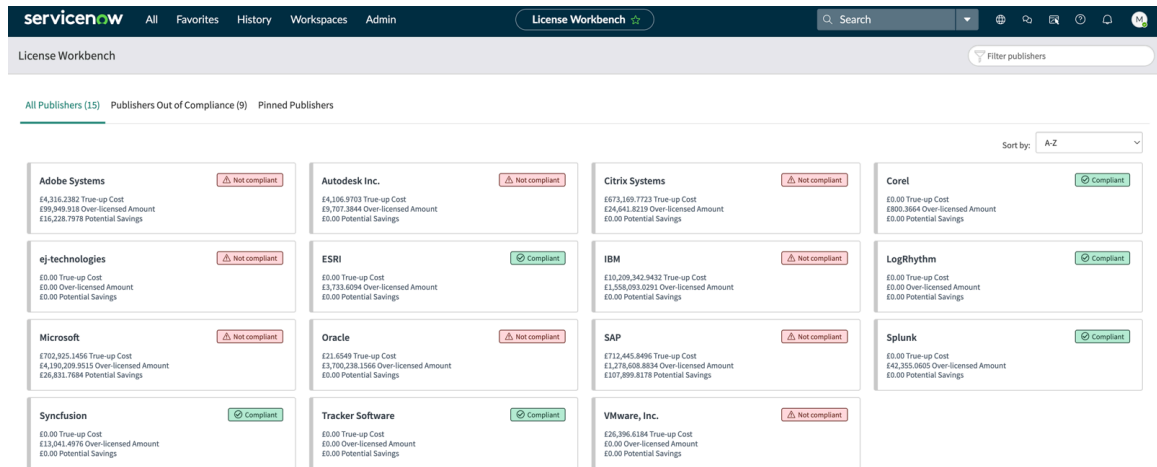 servicenow All Favorites History Workspaces Admin License Workbench ☆ Search M
License Workbench Filter publishers
All Publishers (15) Publishers Out of Compliance (9) Pinned Publishers
Sort by: A-Z
Adobe Systems Not compliant
£4,316.2382 True-up Cost
£99,949.918 Over-licensed Amount
£16,228.7978 Potential Savings
Autodesk Inc. Not compliant
£4,106.9703 True-up Cost
£9,707.3844 Over-licensed Amount
£0.00 Potential Savings
Citrix Systems Not compliant
£673,169.7723 True-up Cost
£24,641.8219 Over-licensed Amount
£0.00 Potential Savings
Corel Compliant
£0.00 True-up Cost
£800.3664 Over-licensed Amount
£0.00 Potential Savings
ej-technologies Not compliant
£0.00 True-up Cost
£0.00 Over-licensed Amount
£0.00 Potential Savings
ESRI Compliant
£0.00 True-up Cost
£3,733.6094 Over-licensed Amount
£0.00 Potential Savings
IBM Not compliant
£10,209,342.9432 True-up Cost
£1,558,093.0291 Over-licensed Amount
£0.00 Potential Savings
LogRhythm Compliant
£0.00 True-up Cost
£0.00 Over-licensed Amount
£0.00 Potential Savings
Microsoft Not compliant
£702,925.1456 True-up Cost
£4,190,209.9515 Over-licensed Amount
£26,831.7684 Potential Savings
Oracle Not compliant
£21.6549 True-up Cost
£3,700,238.1566 Over-licensed Amount
£0.00 Potential Savings
SAP Not compliant
£712,445.8496 True-up Cost
£1,278,608.8834 Over-licensed Amount
£107,899.8178 Potential Savings
Splunk Compliant
£0.00 True-up Cost
£42,355.0605 Over-licensed Amount
£0.00 Potential Savings
Syncfusion Compliant
£0.00 True-up Cost
£13,041.4976 Over-licensed Amount
£0.00 Potential Savings
Tracker Software Compliant
£0.00 True-up Cost
£0.00 Over-licensed Amount
£0.00 Potential Savings
VMware, Inc. Not compliant
£26,396.6184 True-up Cost
£0.00 Over-licensed Amount
£0.00 Potential Savings